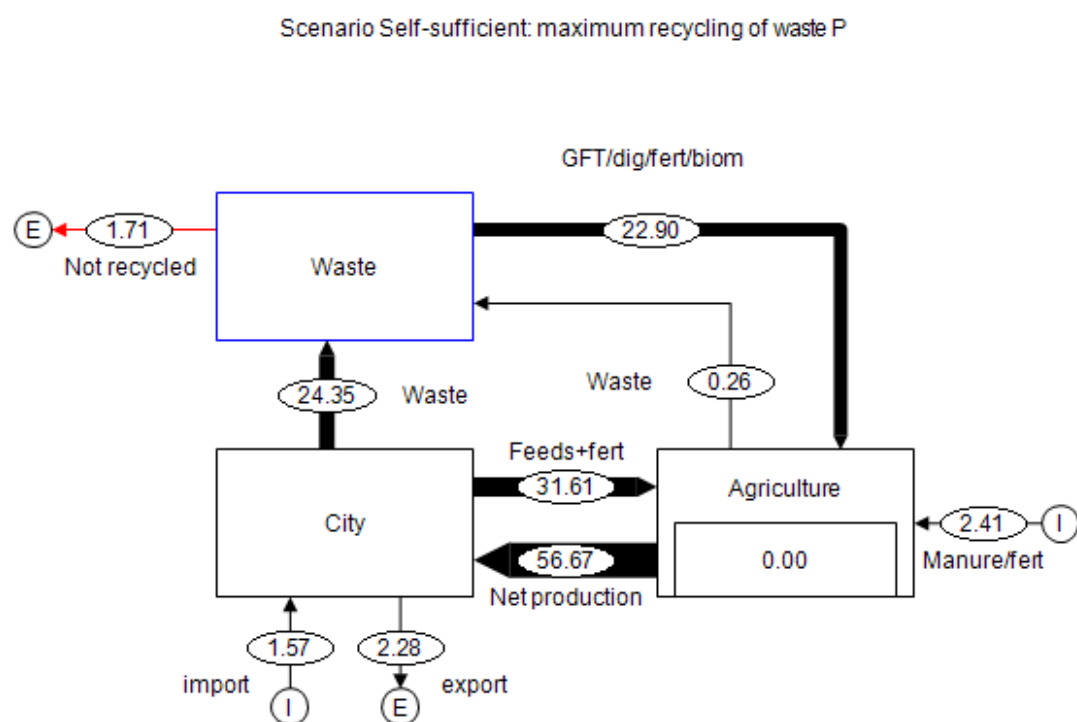 Scenario Self-sufficient: maximum recycling of waste P
GFT/dig/fert/biom
E
1.71
22.90
Not recycled
Waste
24.35
Waste
Waste
0.26
Feeds+fert
31.61
Agriculture
City
2.41
I
56.67
0.00
Manure/fert
Net production
1.57
2.28
import
export
I
E